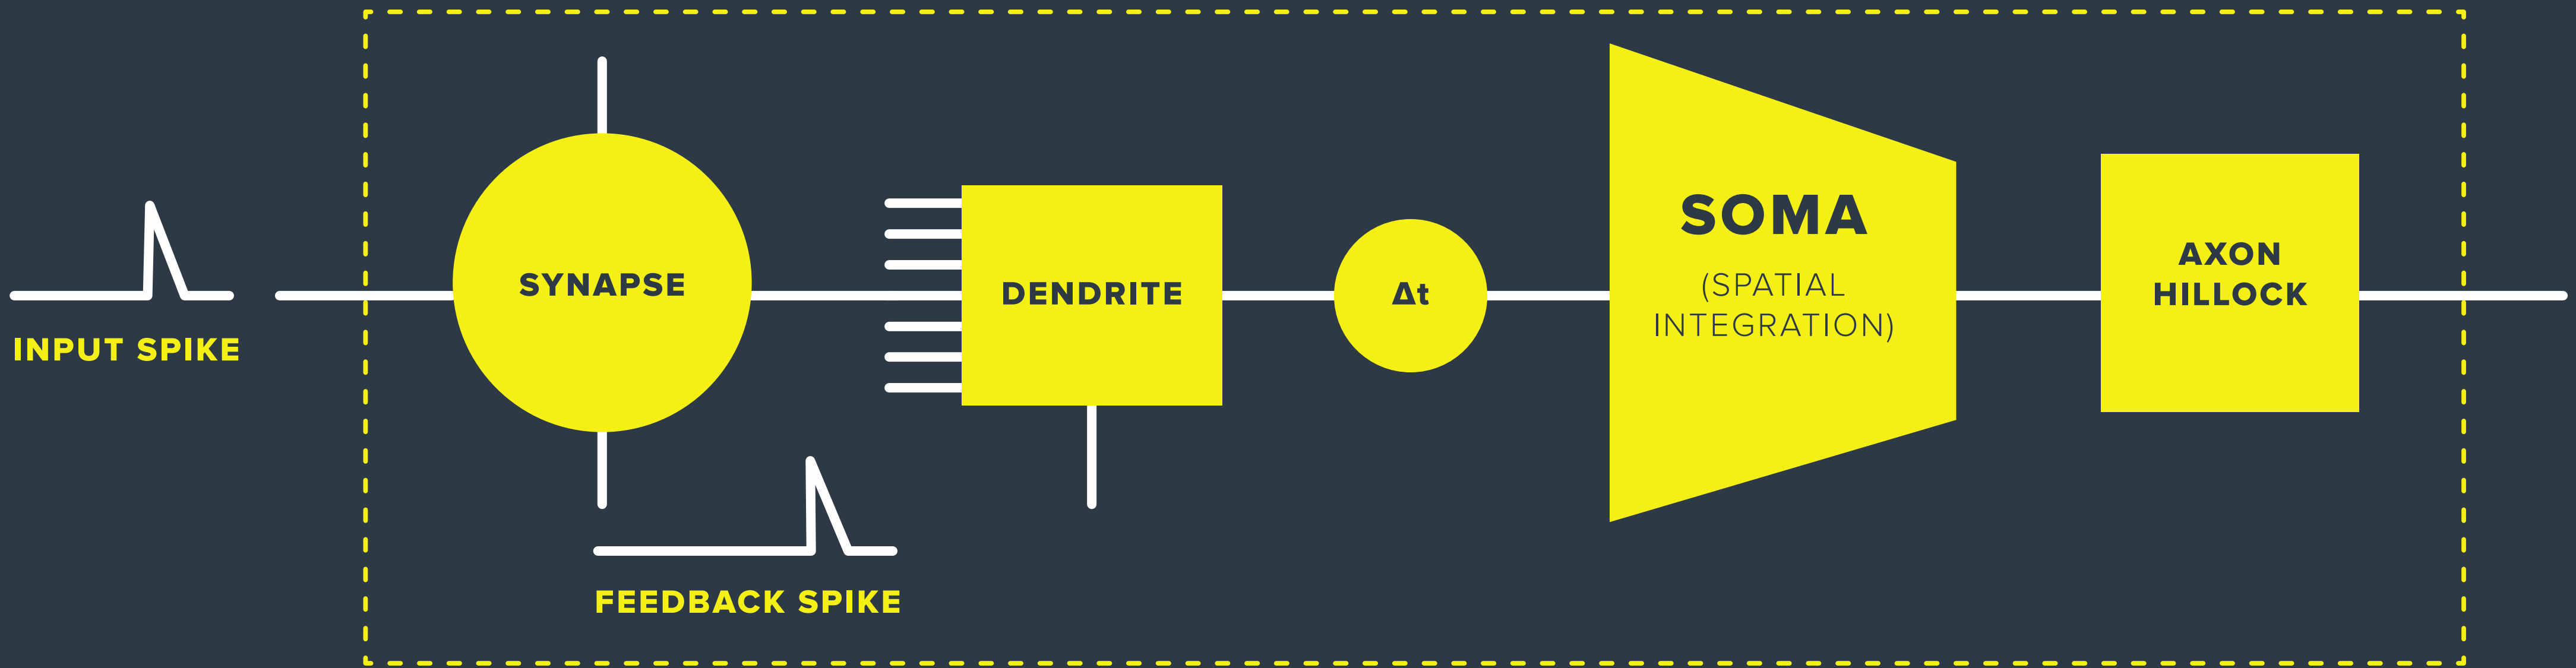 INPUT SPIKE
SYNAPSE
FEEDBACK SPIKE
DENDRITE
Δt
SOMA
(SPATIAL
INTEGRATION)
AXON
HILLOCK